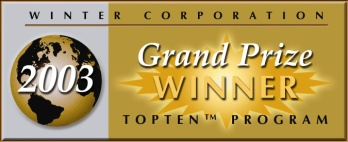 WINTER CORPORATION
2003
Grand Prize
WINNER
TOPTEN™ PROGRAM